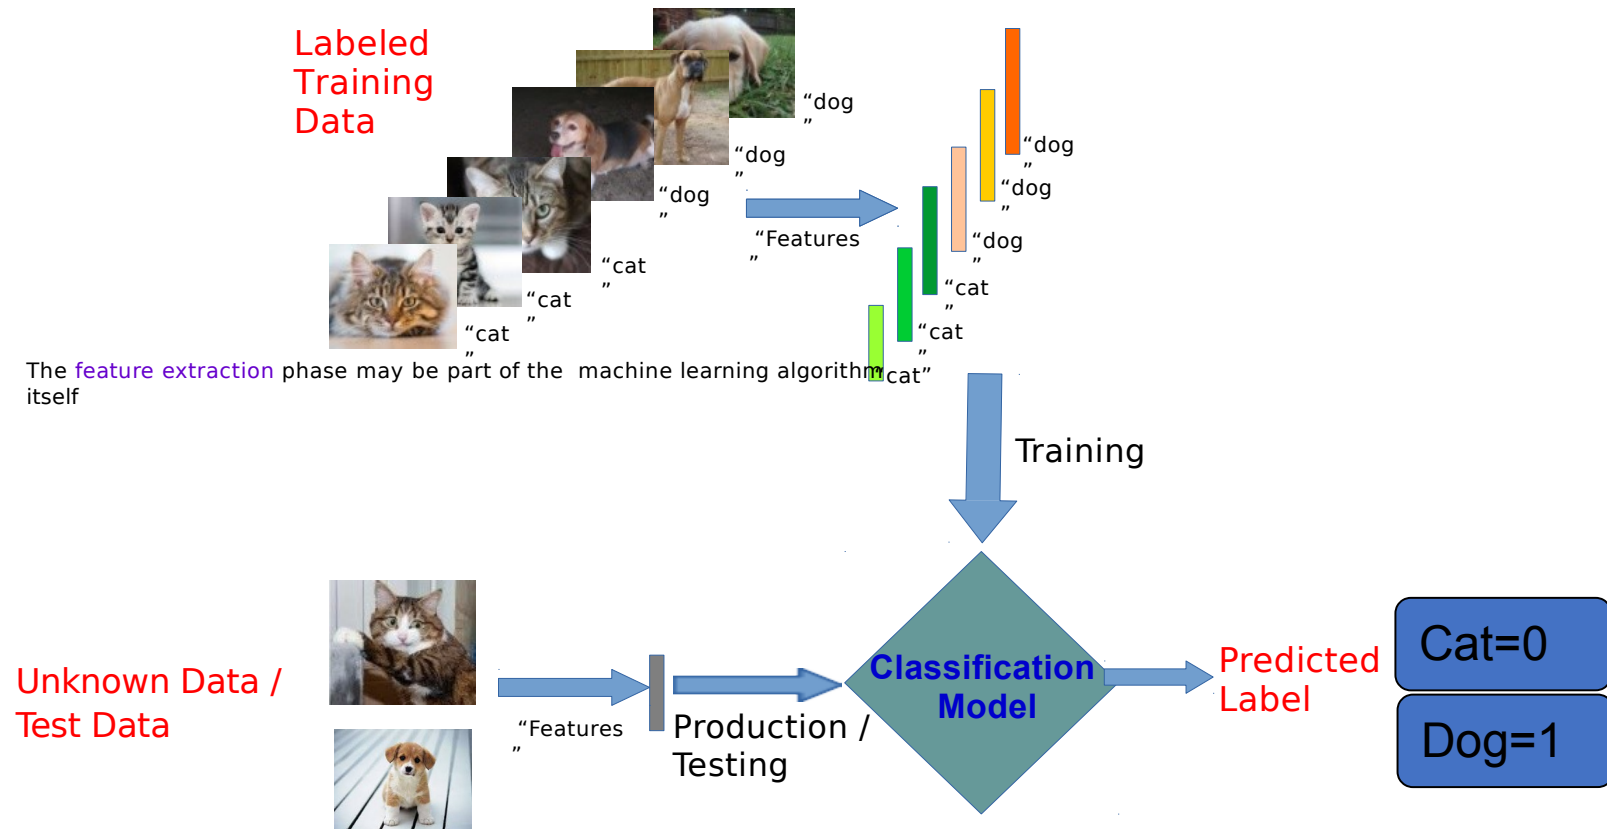 Labeled
Training
Data
“dog
”
“dog
”
“dog
”
“cat
”
“cat
”
“cat
”
“Features
”
“dog
”
“dog
”
“dog
”
“cat
”
“cat
”
“cat”
The feature extraction phase may be part of the machine learning algorithm
itself
Training
Unknown Data /
Test Data
“Features
”
Production /
Testing
Classification
Model
Predicted
Label
Cat=0
Dog=1